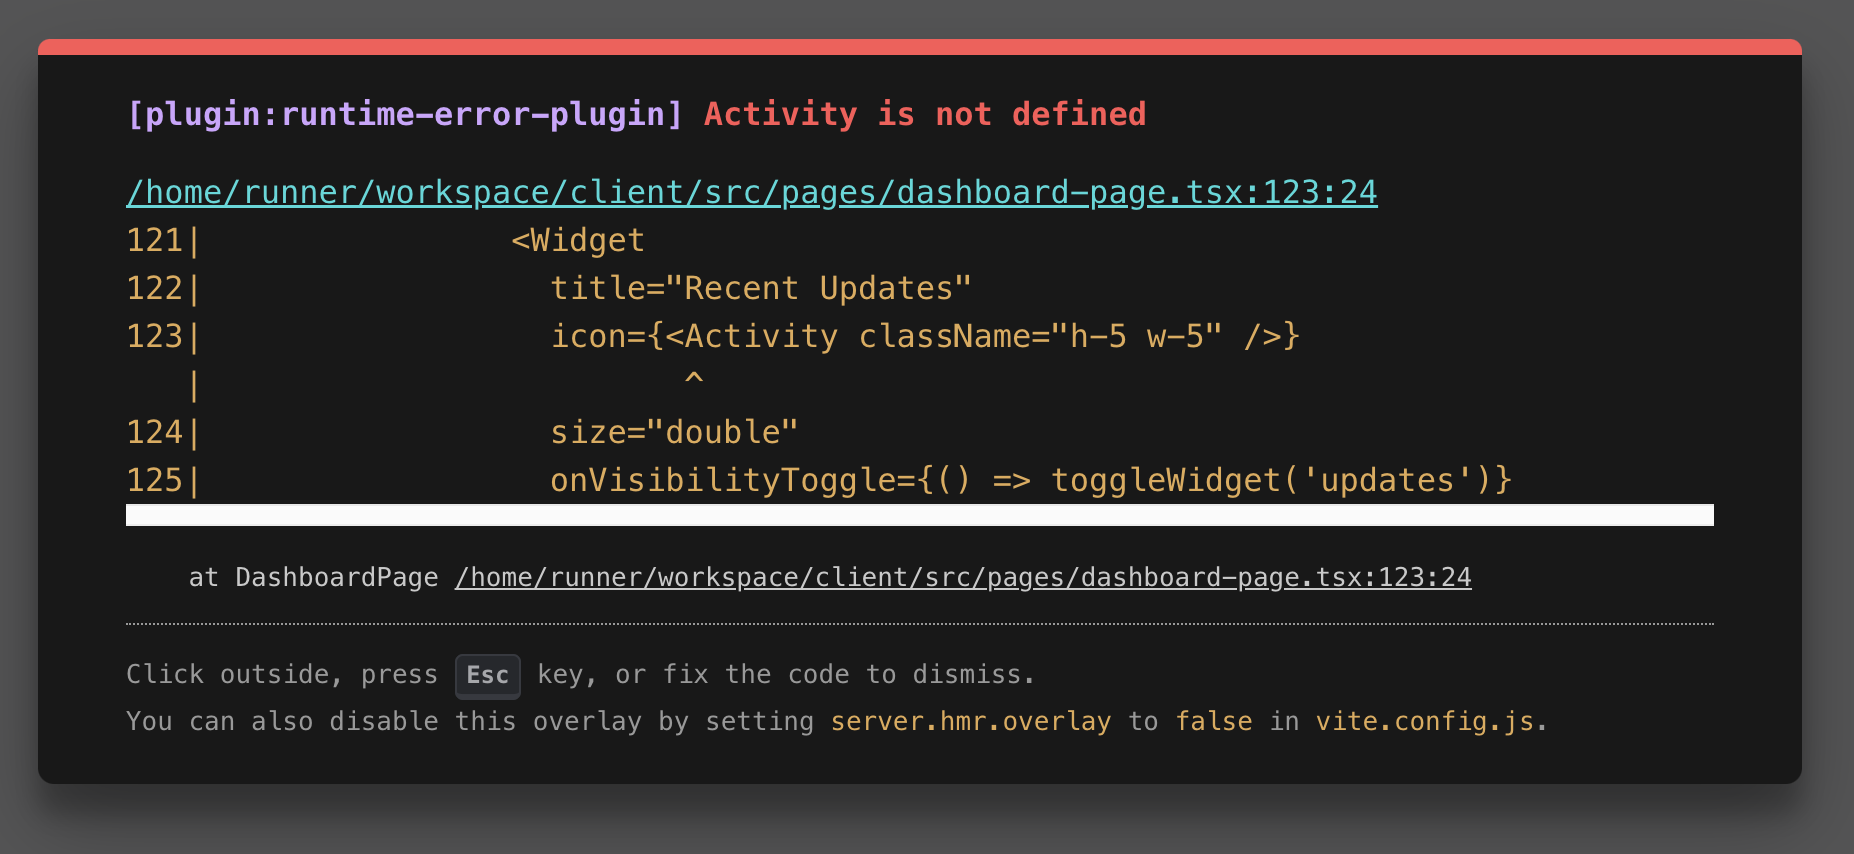 [plugin:runtime-error-plugin] Activity is not defined
/home/runner/workspace/client/src/pages/dashboard-page.tsx:123:24
121|                <Widget
122|                  title="Recent Updates"
123|                  icon={<Activity className="h-5 w-5" />}
   |                         ^
124|                  size="double"
125|                  onVisibilityToggle={() => toggleWidget('updates')}
    at DashboardPage /home/runner/workspace/client/src/pages/dashboard-page.tsx:123:24
Click outside, press Esc key, or fix the code to dismiss.
You can also disable this overlay by setting server.hmr.overlay to false in vite.config.js.